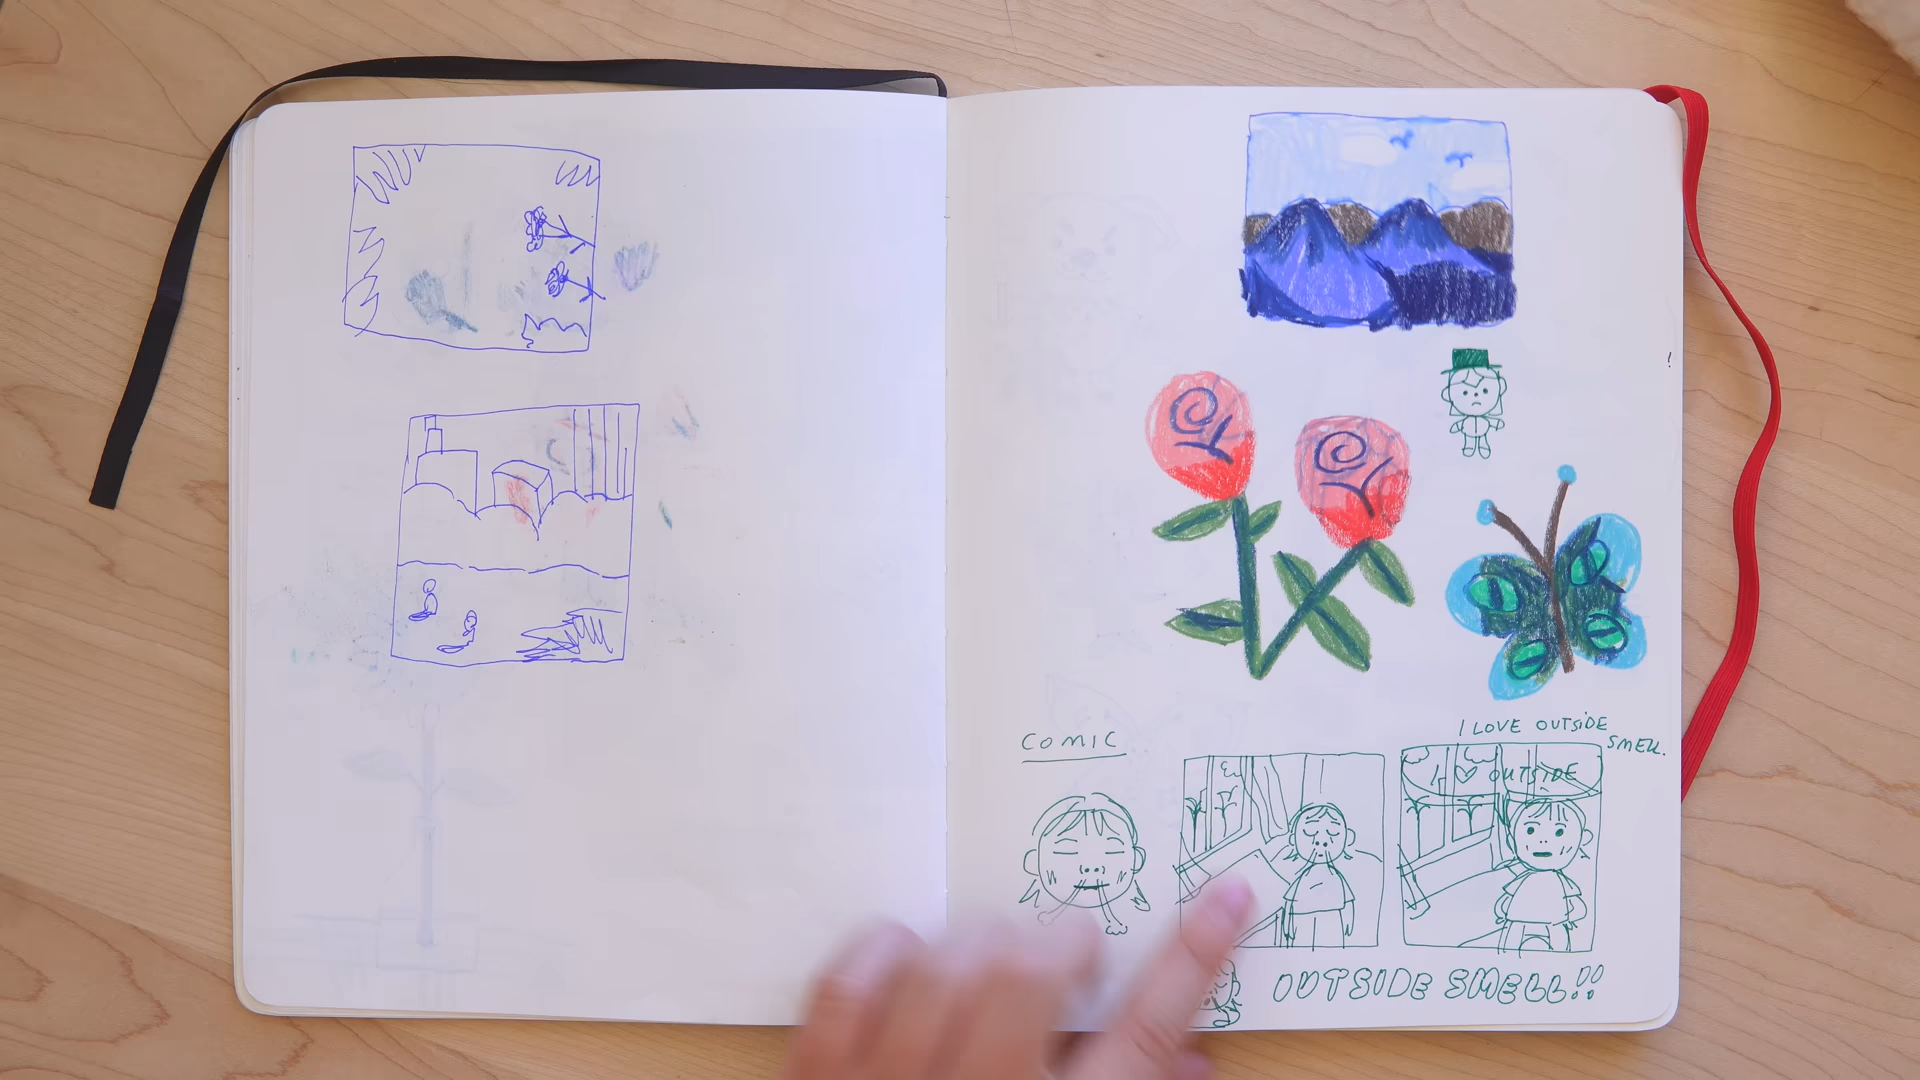 COMIC
I LOVE OUTSIDE
SMELL.
I ♡ OUTSIDE
OUTSIDE SMELL!!